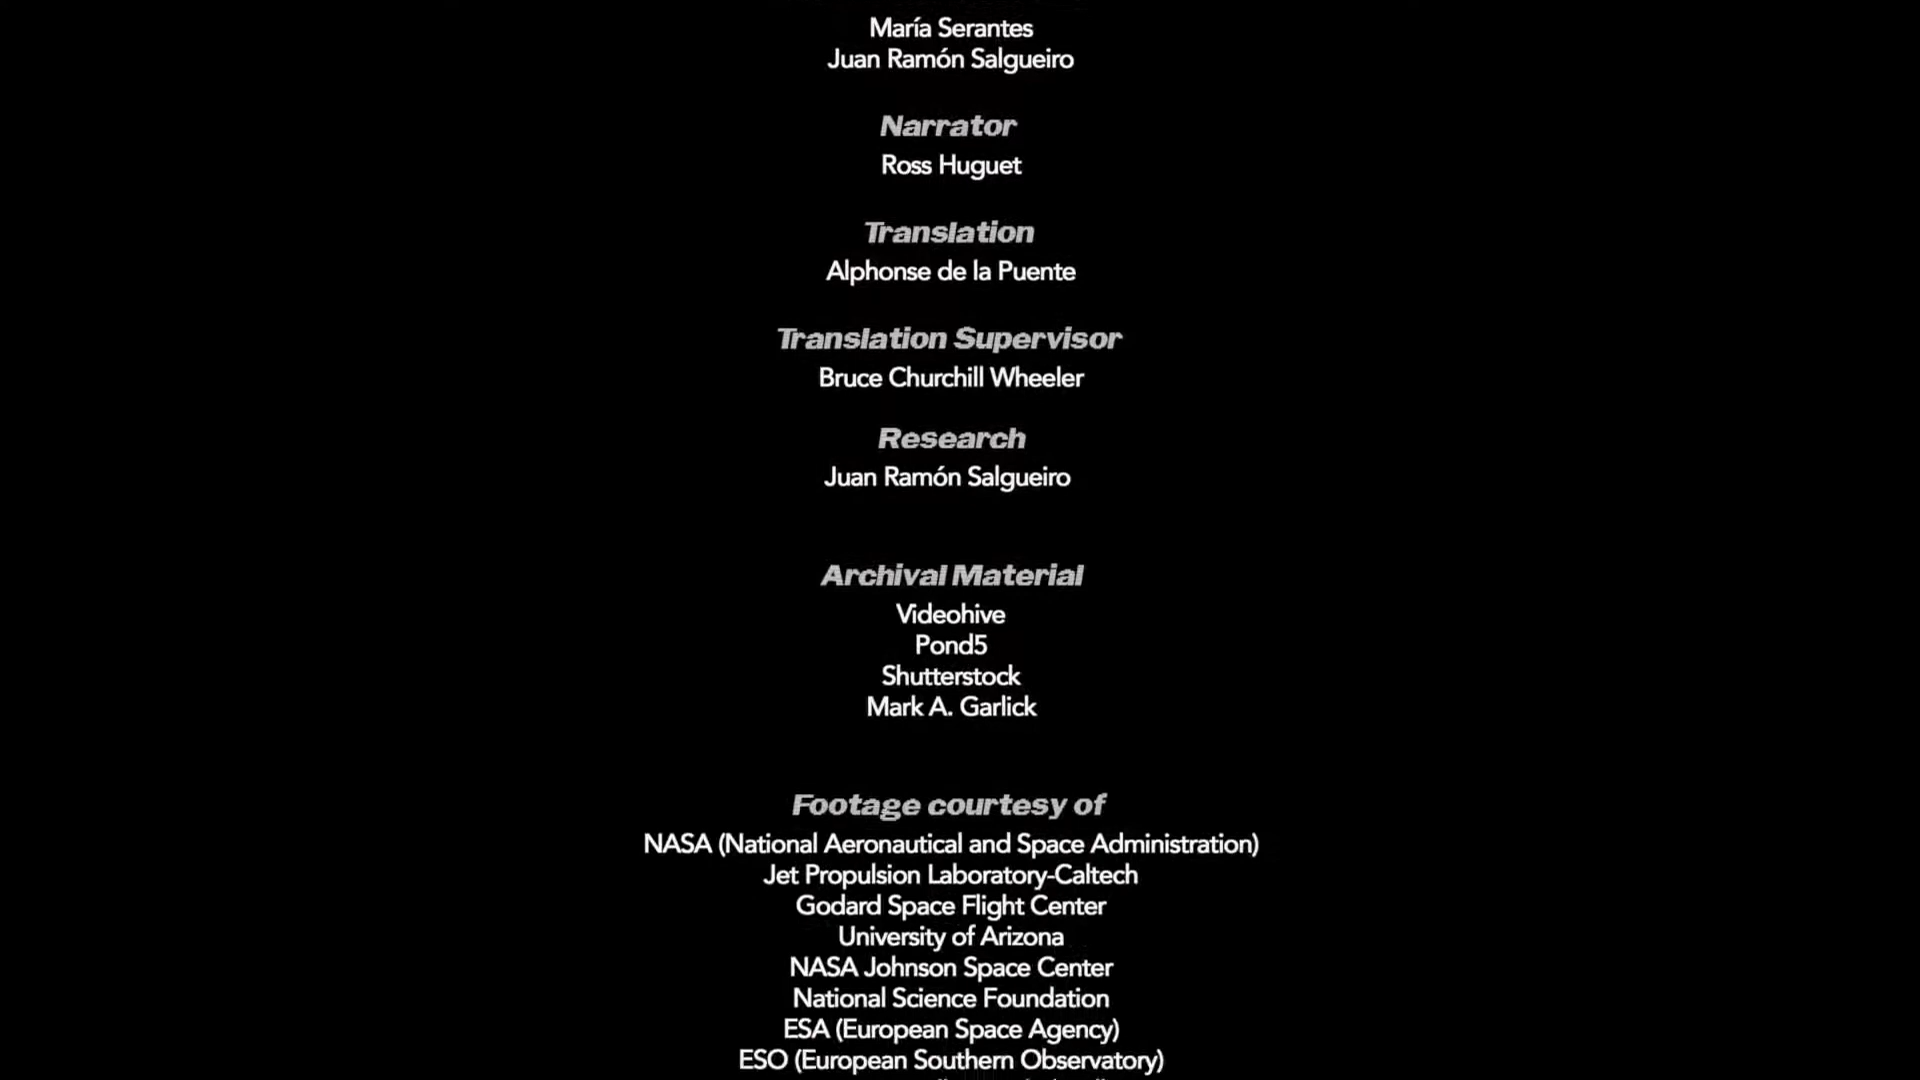 María Serantes
Juan Ramón Salgueiro
Narrator
Ross Huguet
Translation
Alphonse de la Puente
Translation Supervisor
Bruce Churchill Wheeler
Research
Juan Ramón Salgueiro
Archival Material
Videohive
Pond5
Shutterstock
Mark A. Garlick
Footage courtesy of
NASA (National Aeronautical and Space Administration)
Jet Propulsion Laboratory-Caltech
Godard Space Flight Center
University of Arizona
NASA Johnson Space Center
National Science Foundation
ESA (European Space Agency)
ESO (European Southern Observatory)